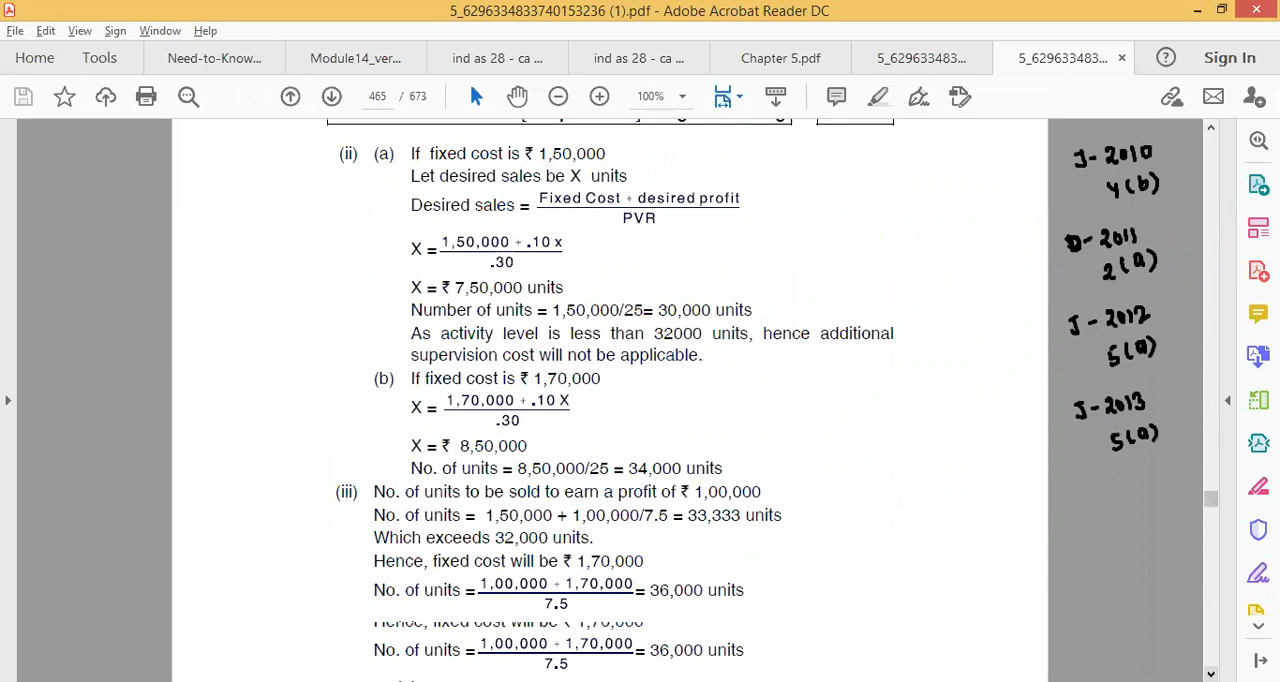 5_6296334833740153236 (1).pdf - Adobe Acrobat Reader DC
File Edit View Sign Window Help
Home Tools Need-to-Know... Module14_ver... ind as 28 - ca ... ind as 28 - ca ... Chapter 5.pdf 5_629633483... 5_629633483... × Sign In
465 / 673 100%
(ii) (a) If fixed cost is ₹ 1,50,000
Let desired sales be X units
Desired sales = Fixed Cost + desired profit
PVR
X = 1,50,000 + .10 x
.30
X = ₹ 7,50,000 units
Number of units = 1,50,000/25= 30,000 units
As activity level is less than 32000 units, hence additional
supervision cost will not be applicable.
(b) If fixed cost is ₹ 1,70,000
X = 1,70,000 + .10 X
.30
X = ₹ 8,50,000
No. of units = 8,50,000/25 = 34,000 units
(iii) No. of units to be sold to earn a profit of ₹ 1,00,000
No. of units = 1,50,000 + 1,00,000/7.5 = 33,333 units
Which exceeds 32,000 units.
Hence, fixed cost will be ₹ 1,70,000
No. of units = 1,00,000 + 1,70,000 = 36,000 units
7.5
Hence, fixed cost will be ₹ 1,70,000
No. of units = 1,00,000 + 1,70,000 = 36,000 units
7.5
J- 2010
4(b)
D- 2011
2(a)
J- 2012
5(a)
J- 2013
5(a)